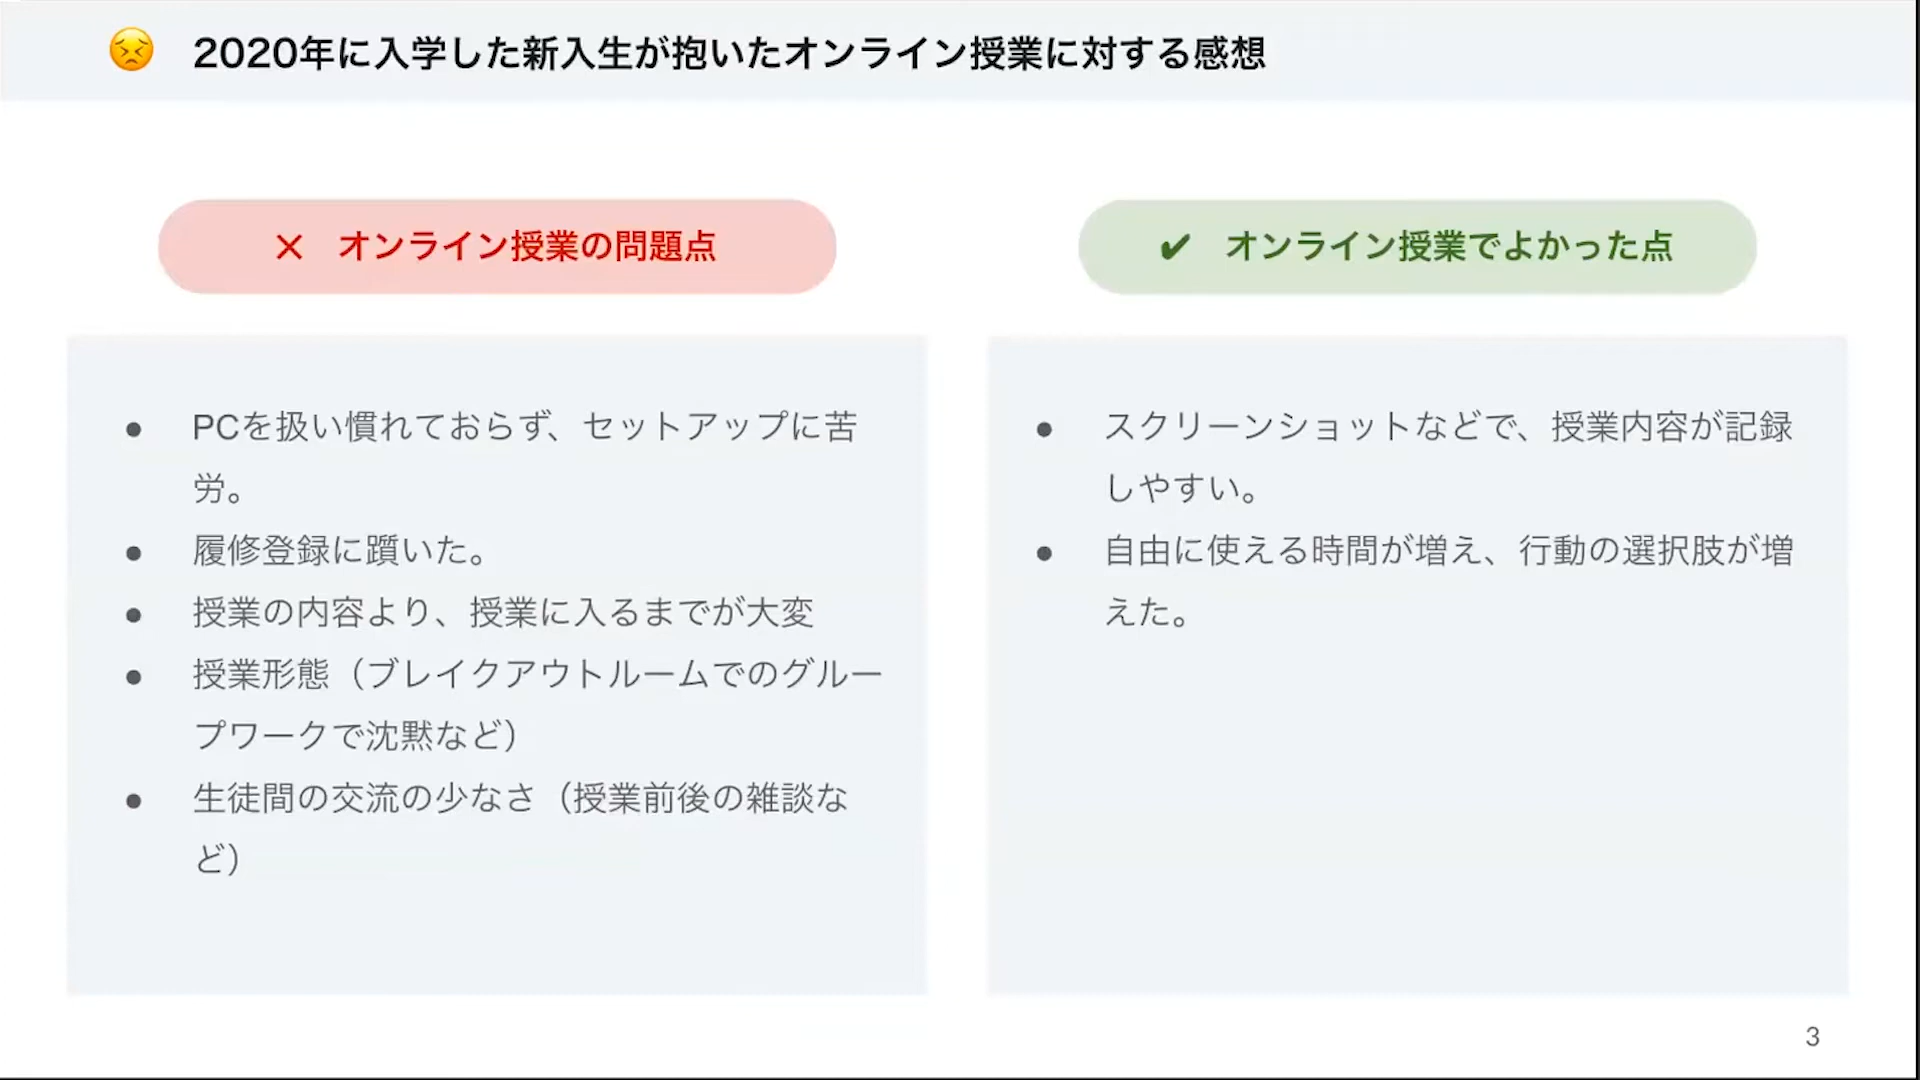 😣 2020年に入学した新入生が抱いたオンライン授業に対する感想
× オンライン授業の問題点
● PCを扱い慣れておらず、セットアップに苦
労。
● 履修登録に躓いた。
● 授業の内容より、授業に入るまでが大変
● 授業形態（ブレイクアウトルームでのグルー
プワークで沈黙など）
● 生徒間の交流の少なさ（授業前後の雑談な
ど）
✔ オンライン授業でよかった点
● スクリーンショットなどで、授業内容が記録
しやすい。
● 自由に使える時間が増え、行動の選択肢が増
えた。
3